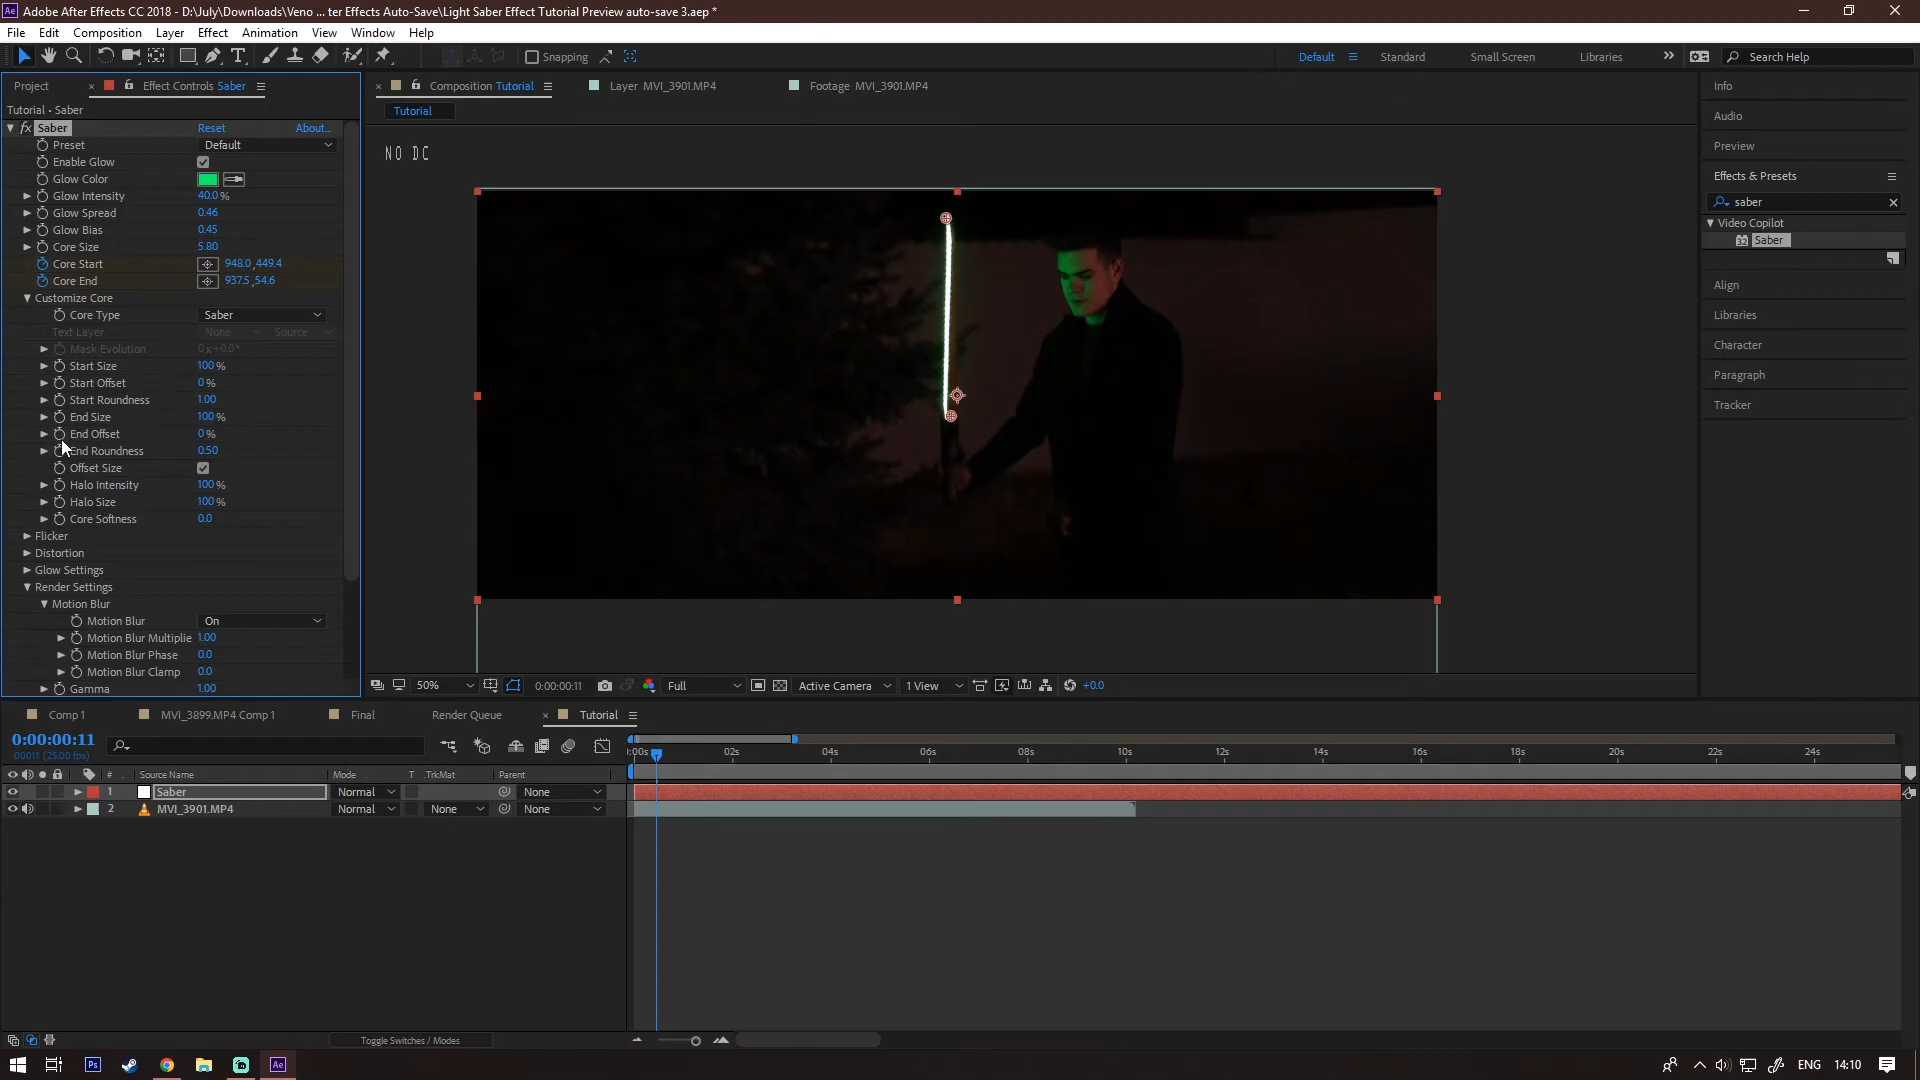 Adobe After Effects CC 2018 - D:\July\Downloads\Veno ... ter Effects Auto-Save\Light Saber Effect Tutorial Preview auto-save 3.aep *
File Edit Composition Layer Effect Animation View Window Help
Snapping
Default Standard Small Screen Libraries Search Help
Project Effect Controls Saber
Composition Tutorial Layer MVI_3901.MP4 Footage MVI_3901.MP4
Info
Tutorial • Saber
Tutorial
Audio
fx Saber Reset About...
Preset Default
Preview
Enable Glow
NO DC
Glow Color
Effects & Presets
Glow Intensity 40.0 %
saber
Glow Spread 0.46
Video Copilot
Glow Bias 0.45
32 Saber
Core Size 5.80
Core Start 948.0,449.4
Core End 937.5,54.6
Align
Customize Core
Core Type Saber
Libraries
Text Layer None Source
Mask Evolution 0x+0.0°
Character
Start Size 100 %
Start Offset 0 %
Paragraph
Start Roundness 1.00
Tracker
End Size 100 %
End Offset 0 %
End Roundness 0.50
Offset Size
Halo Intensity 100 %
Halo Size 100 %
Core Softness 0.0
Flicker
Distortion
Glow Settings
Render Settings
Motion Blur
Motion Blur On
Motion Blur Multiplie 1.00
Motion Blur Phase 0.0
Motion Blur Clamp 0.0
Gamma 1.00
50% 0:00:00:11 Full Active Camera 1 View +0.0
Comp 1 MVI_3899.MP4 Comp 1 Final Render Queue Tutorial
0:00:00:11
00011 (25.00 fps)
:00s 02s 04s 06s 08s 10s 12s 14s 16s 18s 20s 22s 24s
# Source Name Mode T .TrkMat Parent
1 Saber Normal None
2 MVI_3901.MP4 Normal None None
Toggle Switches / Modes
Ps Ae ENG 14:10